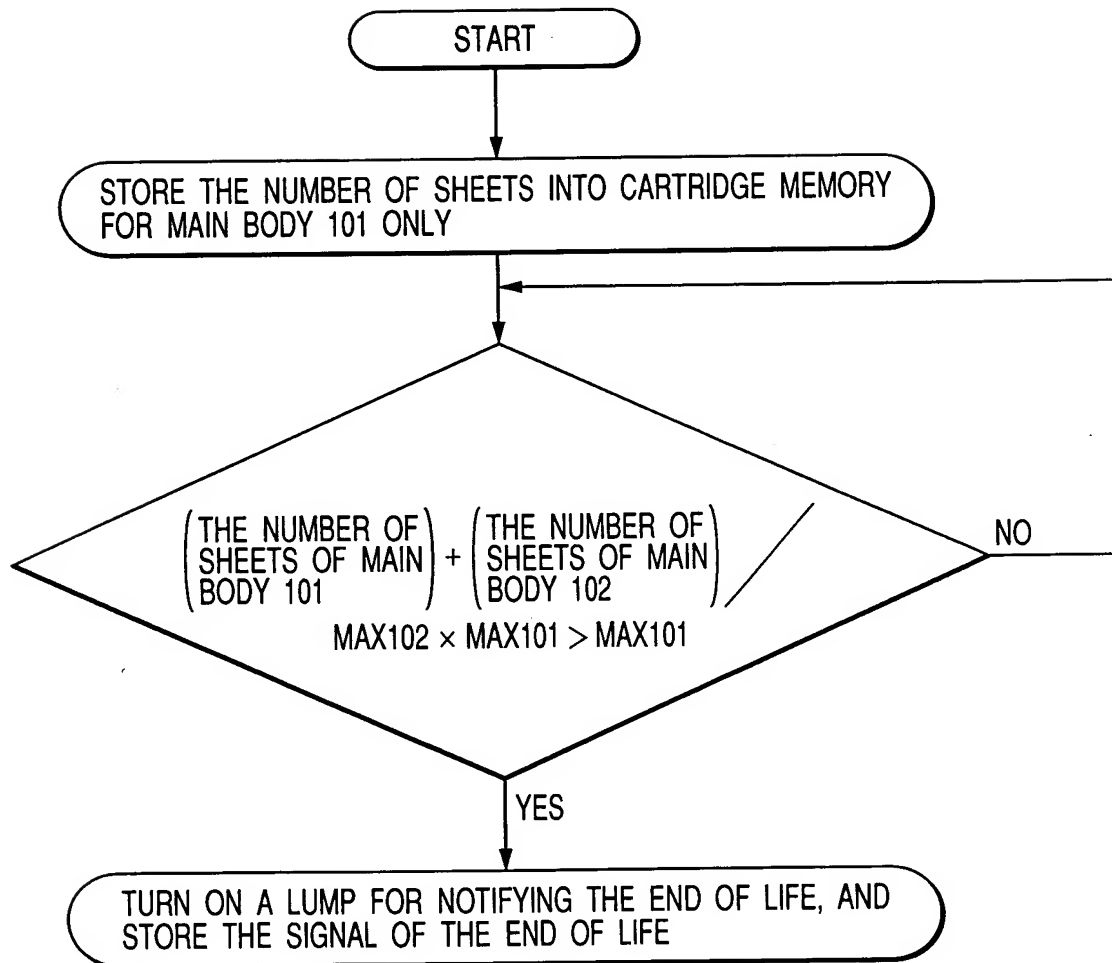 START
STORE THE NUMBER OF SHEETS INTO CARTRIDGE MEMORY
FOR MAIN BODY 101 ONLY
(THE NUMBER OF SHEETS OF MAIN BODY 101) + (THE NUMBER OF SHEETS OF MAIN BODY 102) /
MAX102 × MAX101 > MAX101
NO
YES
TURN ON A LUMP FOR NOTIFYING THE END OF LIFE, AND
STORE THE SIGNAL OF THE END OF LIFE